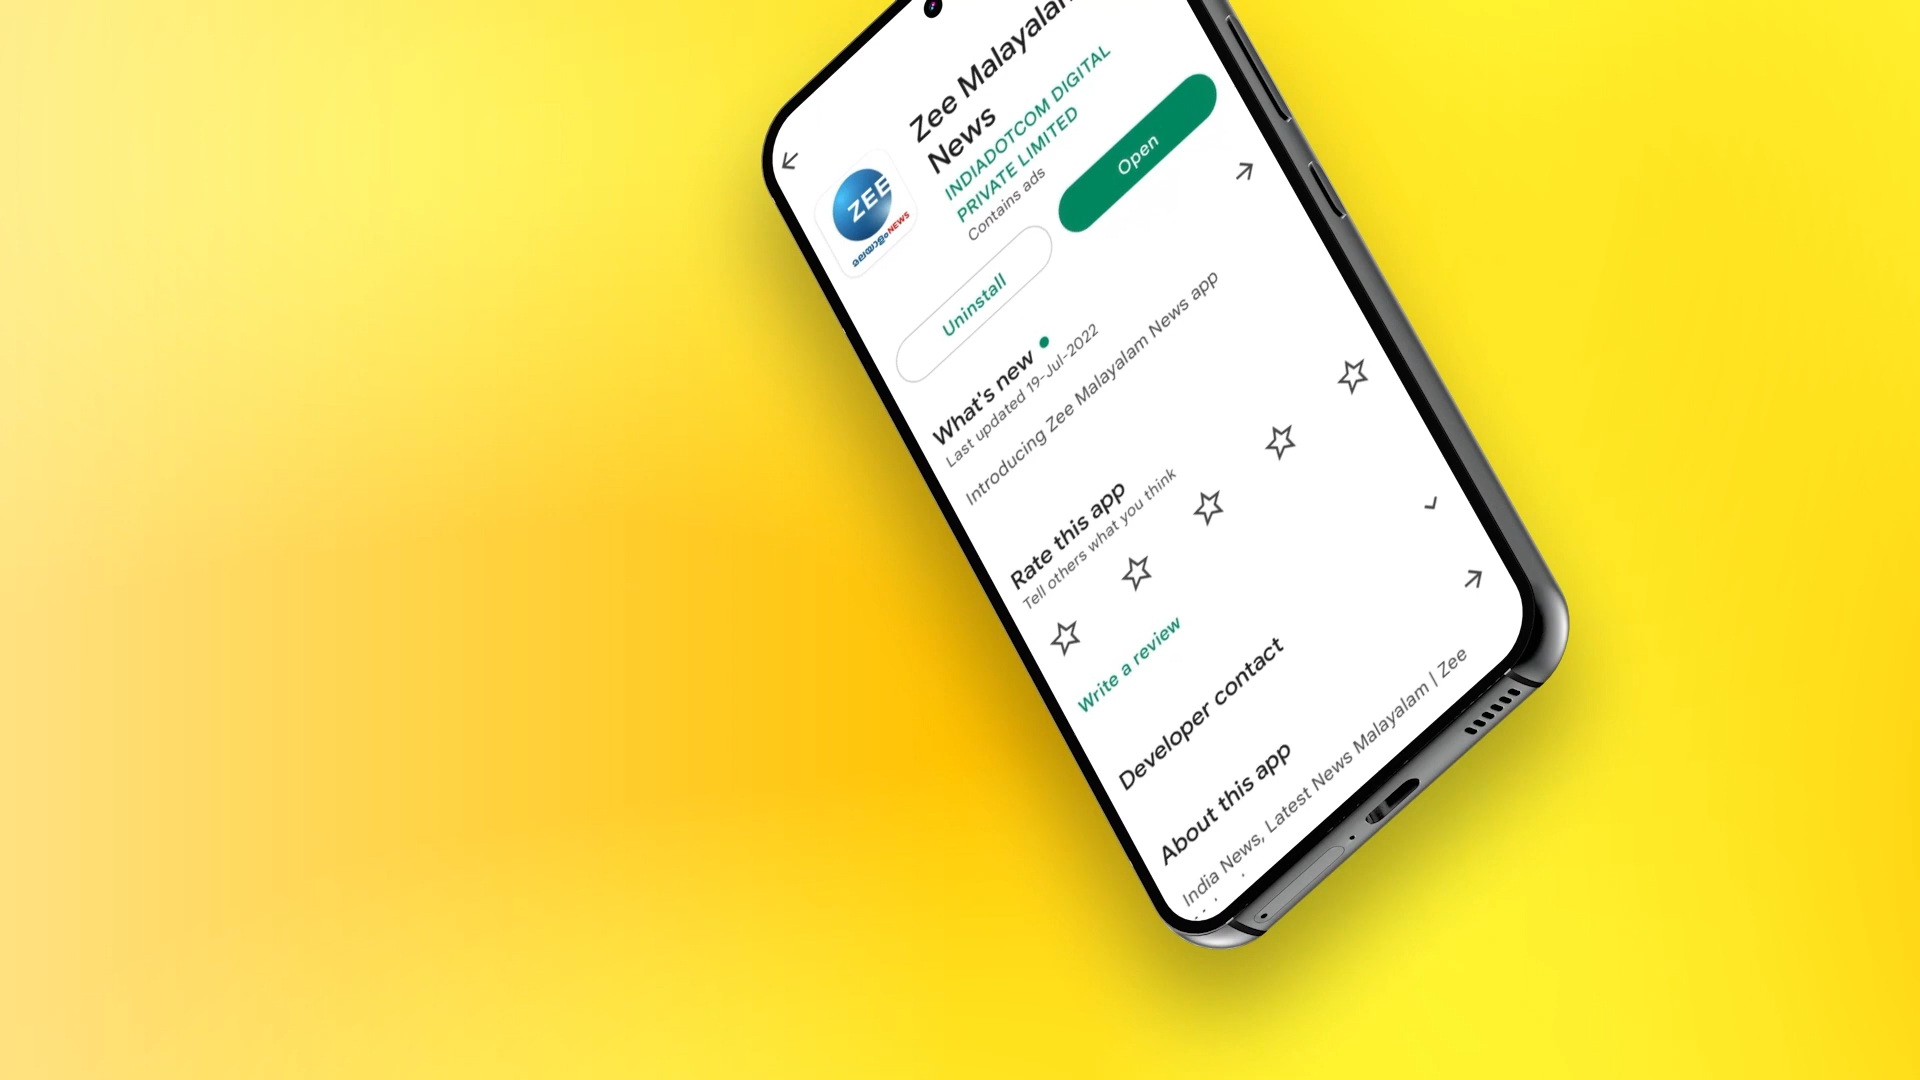 Zee Malayalam
News
INDIADOTCOM DIGITAL
PRIVATE LIMITED
Contains ads
ZEE
മലയാളം NEWS
Uninstall
Open
What's new
Last updated 19-Jul-2022
Introducing Zee Malayalam News app
Rate this app
Tell others what you think
Write a review
Developer contact
About this app
India News, Latest News Malayalam | Zee